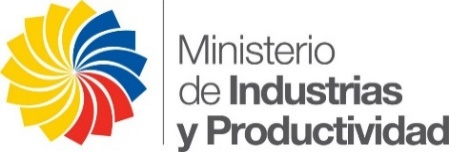 Ministerio
de Industrias
y Productividad